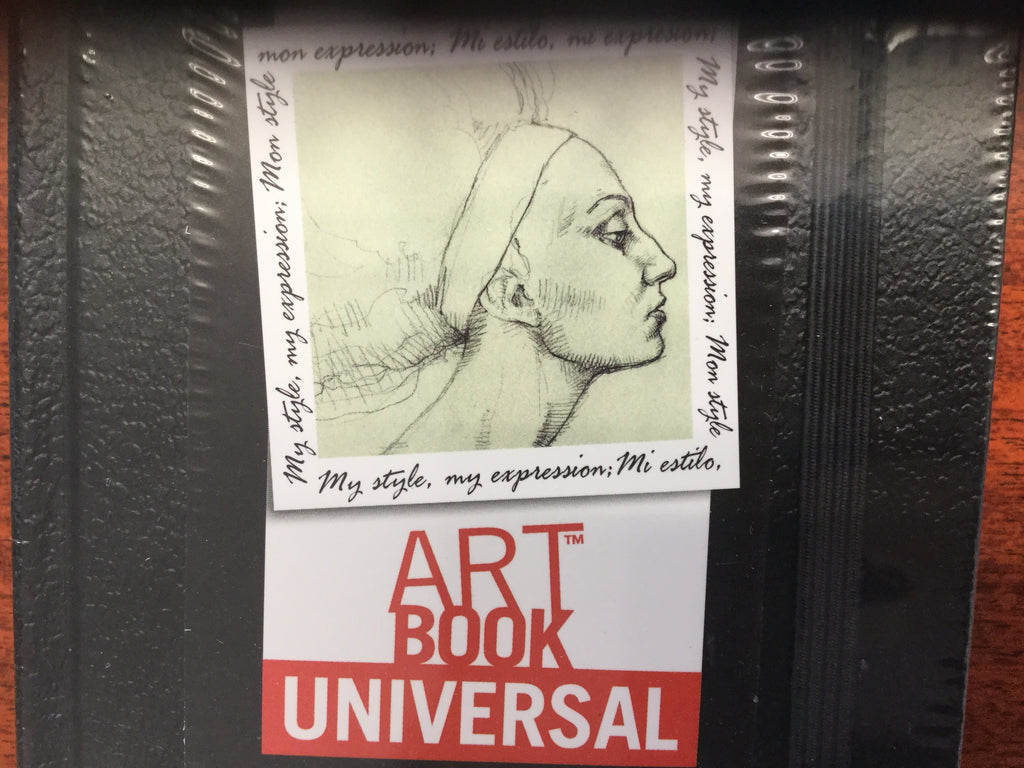 mon expression; Mi estilo, mi expresión;
My style, my expression; Mon style
My style, my expression; Mon style
My style, my expression; Mi estilo,
ART™
BOOK
UNIVERSAL